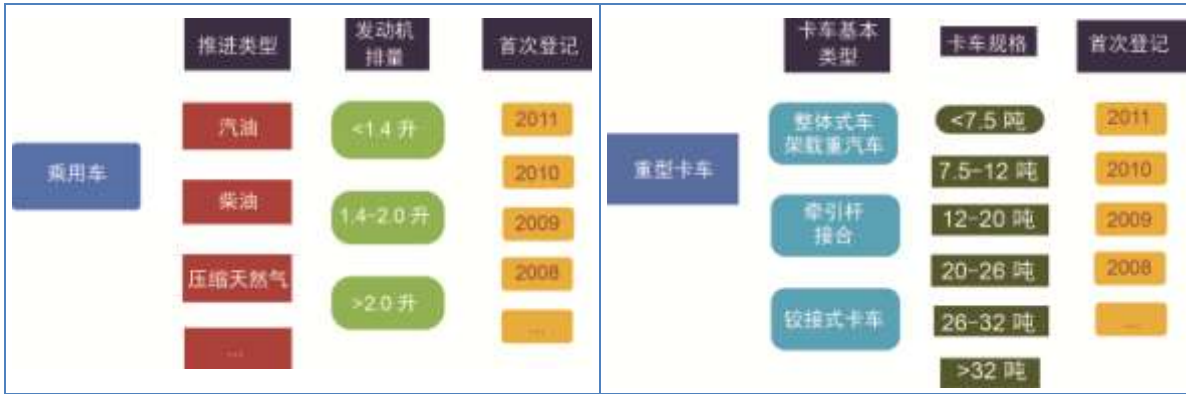 推进类型
发动机
排量
首次登记
乘用车
汽油
柴油
压缩天然气
...
<1.4 升
1.4-2.0 升
>2.0 升
2011
2010
2009
2008
...
卡车基本
类型
卡车规格
首次登记
重型卡车
整体式车
架载重汽车
牵引杆
接合
铰接式卡车
<7.5 吨
7.5-12 吨
12-20 吨
20-26 吨
26-32 吨
>32 吨
2011
2010
2009
2008
...